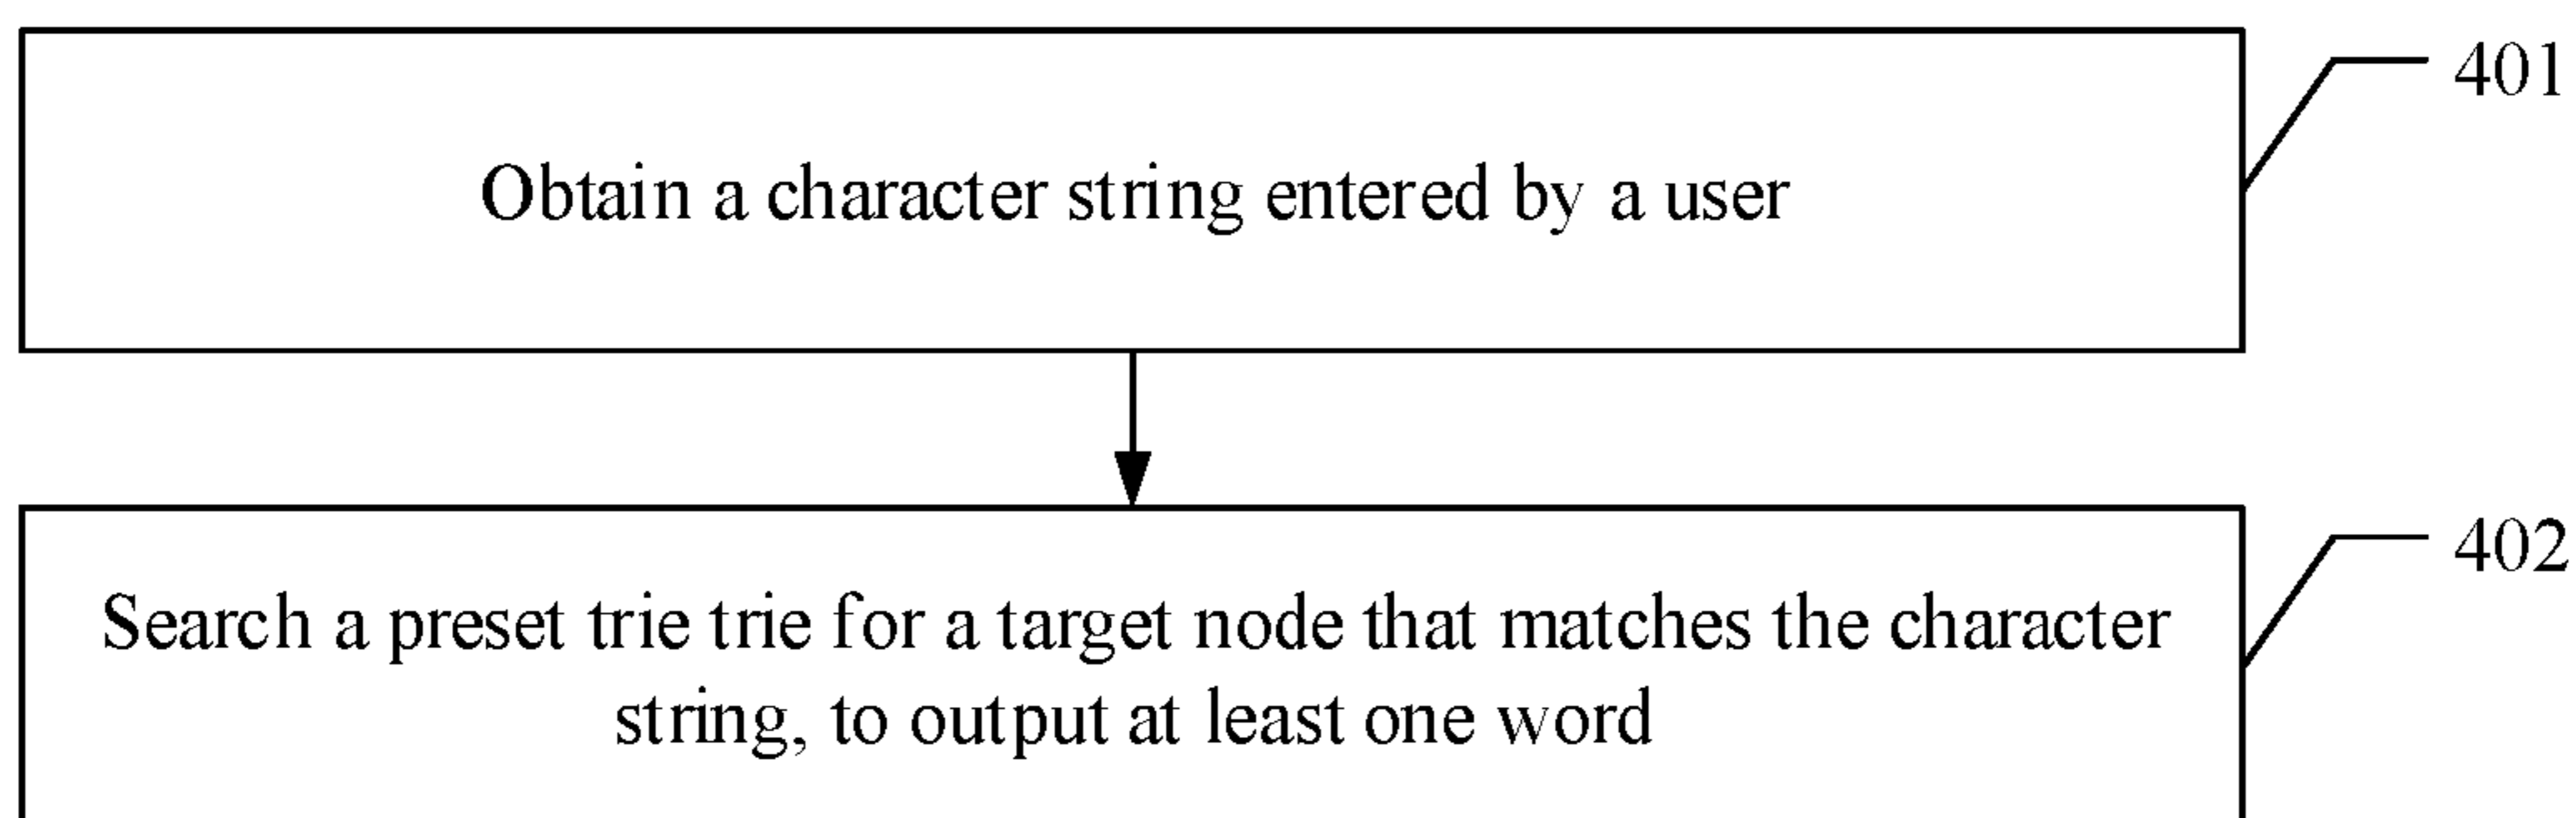 401
Obtain a character string entered by a user
402
Search a preset trie trie for a target node that matches the character
string, to output at least one word